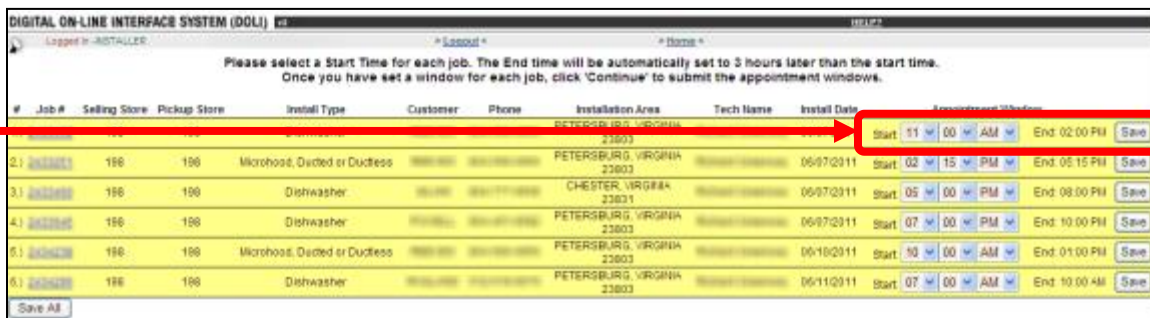 DIGITAL ON-LINE INTERFACE SYSTEM (DOLI) HELP?
Logged in -INSTALLER • Logout • • Home •
Please select a Start Time for each job. The End time will be automatically set to 3 hours later than the start time.
Once you have set a window for each job, click 'Continue' to submit the appointment windows.
# Job # Selling Store Pickup Store Install Type Customer Phone Installation Area Tech Name Install Date Appointment Window
PETERSBURG, VIRGINIA 23803 Start 11 00 AM End: 02:00 PM Save
2.) 198 198 Microhood, Ducted or Ductless PETERSBURG, VIRGINIA 23803 06/07/2011 Start 02 15 PM End: 05:15 PM Save
3.) 198 198 Dishwasher CHESTER, VIRGINIA 23831 06/07/2011 Start 05 00 PM End: 08:00 PM Save
4.) 198 198 Dishwasher PETERSBURG, VIRGINIA 23803 06/07/2011 Start 07 00 PM End: 10:00 PM Save
5.) 198 198 Microhood, Ducted or Ductless PETERSBURG, VIRGINIA 23803 06/10/2011 Start 10 00 AM End: 01:00 PM Save
6.) 198 198 Dishwasher PETERSBURG, VIRGINIA 23803 06/11/2011 Start 07 00 AM End: 10:00 AM Save
Save All